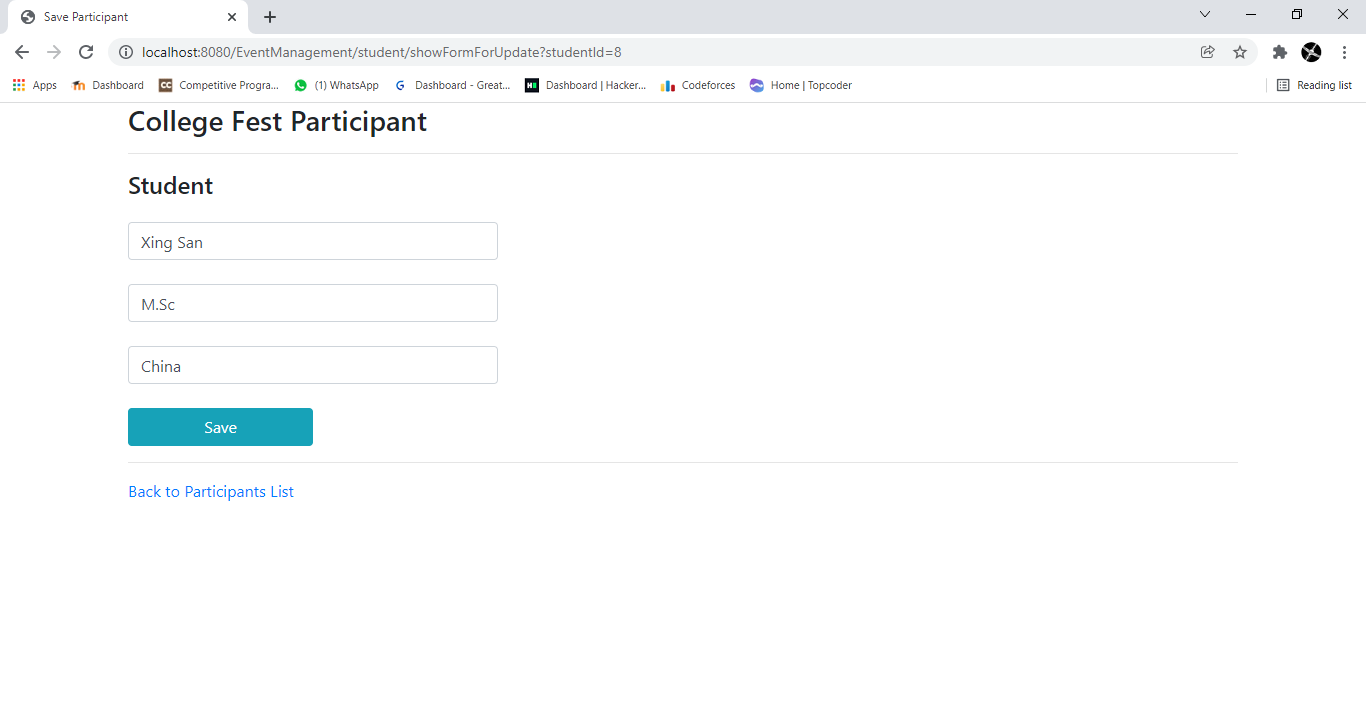 Save Participant
localhost:8080/EventManagement/student/showFormForUpdate?studentId=8
Apps Dashboard Competitive Progra... (1) WhatsApp Dashboard - Great... Dashboard | Hacker... Codeforces Home | Topcoder Reading list
College Fest Participant
Student
Xing San
M.Sc
China
Save
Back to Participants List